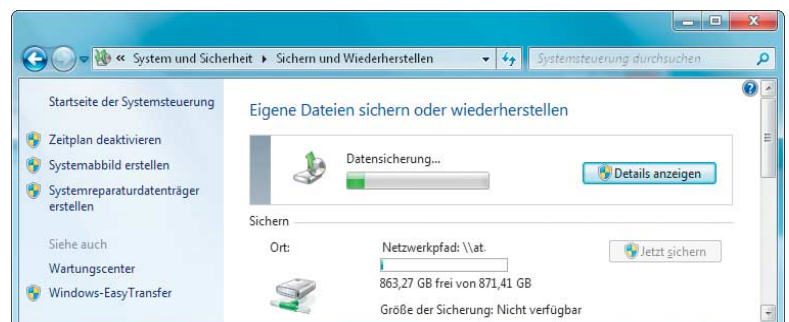 « System und Sicherheit ▸ Sichern und Wiederherstellen
Systemsteuerung durchsuchen
Startseite der Systemsteuerung
Zeitplan deaktivieren
Systemabbild erstellen
Systemreparaturdatenträger
erstellen
Siehe auch
Wartungscenter
Windows-EasyTransfer
Eigene Dateien sichern oder wiederherstellen
Datensicherung...
Details anzeigen
Sichern
Ort:
Netzwerkpfad: \\at-
Jetzt sichern
863,27 GB frei von 871,41 GB
Größe der Sicherung: Nicht verfügbar